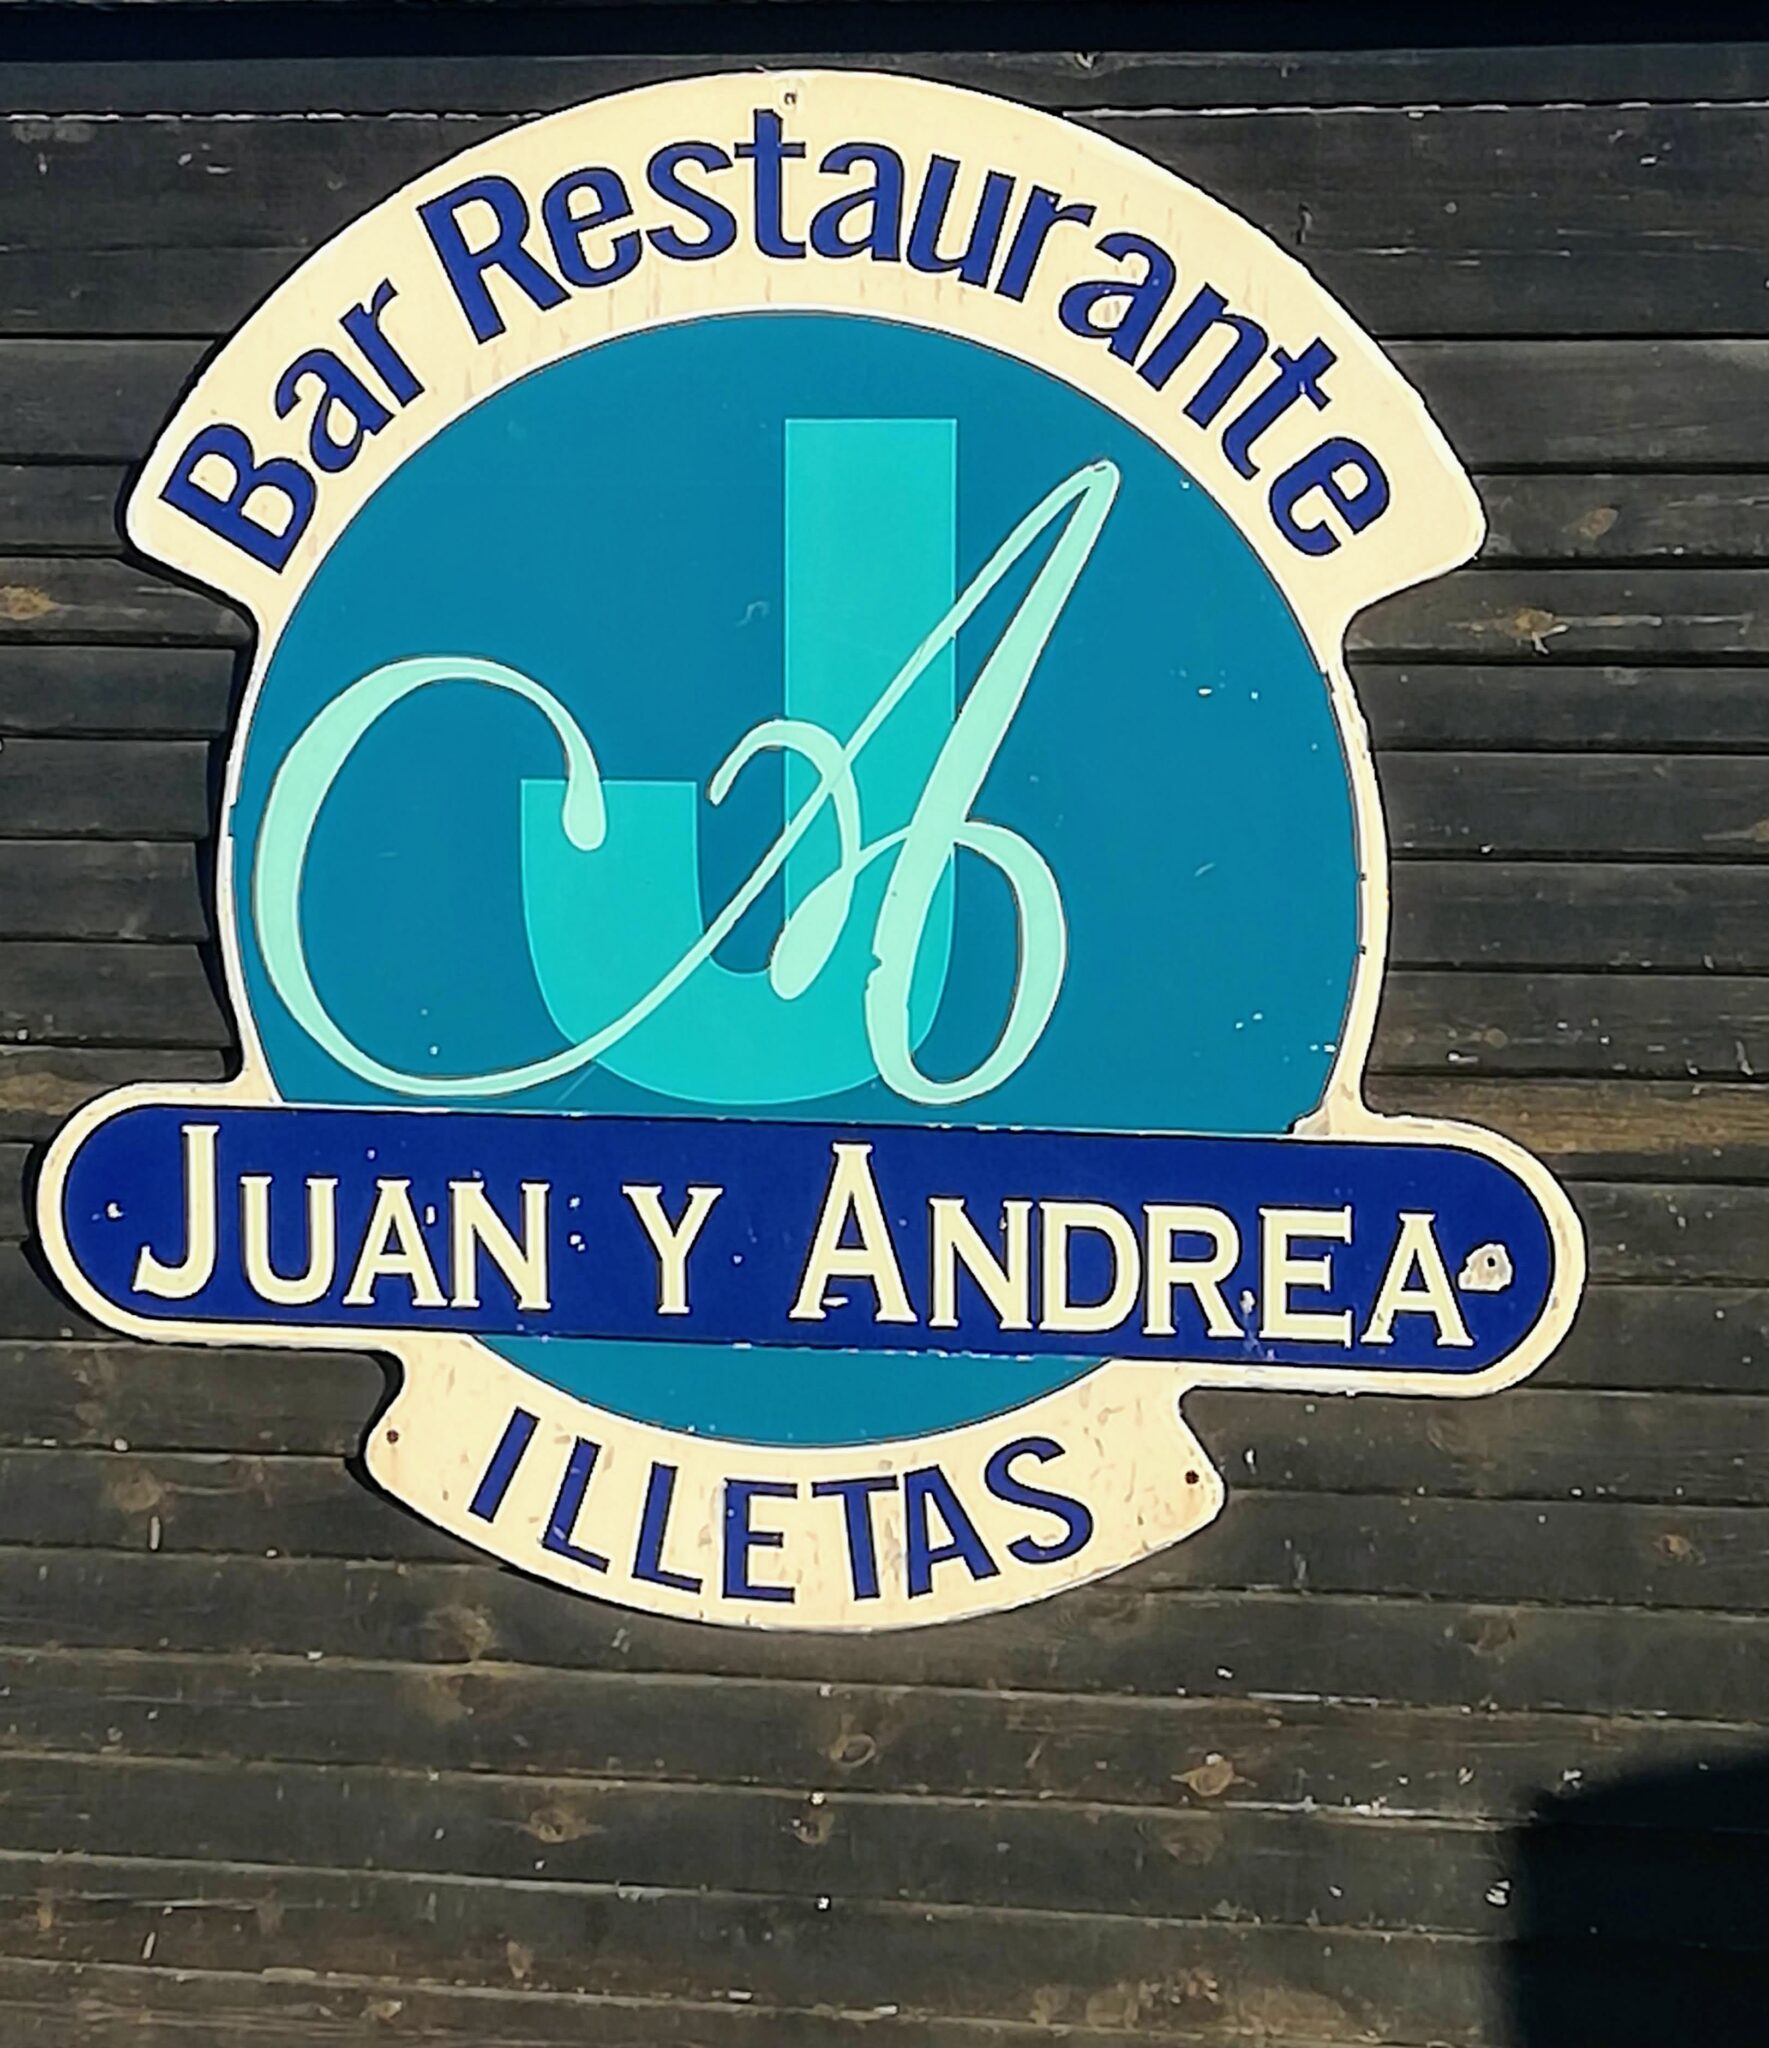 Bar Restaurante
JA
JUAN Y ANDREA
ILLETAS